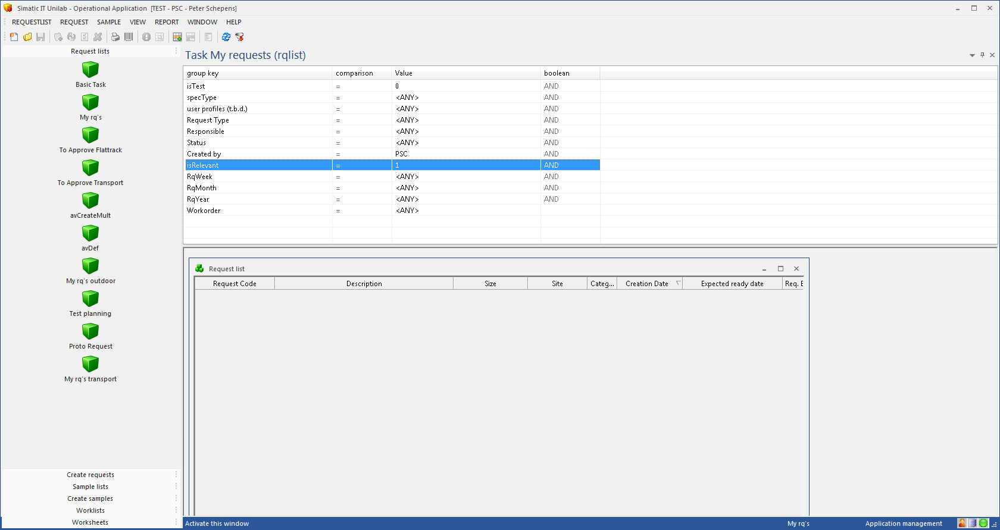 Simatic IT Unilab - Operational Application [TEST - PSC - Peter Schepens]
REQUESTLIST REQUEST SAMPLE VIEW REPORT WINDOW HELP
Request lists
Basic Task
My rq's
To Approve Flattrack
To Approve Transport
avCreateMult
avDef
My rq's outdoor
Test planning
Proto Request
My rq's transport
Create requests
Sample lists
Create samples
Worklists
Worksheets
Task My requests (rqlist)
group key comparison Value boolean
isTest = 0 AND
specType = <ANY> AND
user profiles (t.b.d.) = <ANY> AND
Request Type = <ANY> AND
Responsible = <ANY> AND
Status = <ANY> AND
Created by = PSC AND
isRelevant = 1 AND
RqWeek = <ANY> AND
RqMonth = <ANY> AND
RqYear = <ANY> AND
Workorder = <ANY>
Request list
Request Code Description Size Site Categ... Creation Date Expected ready date Req. E
Activate this window My rq's Application management